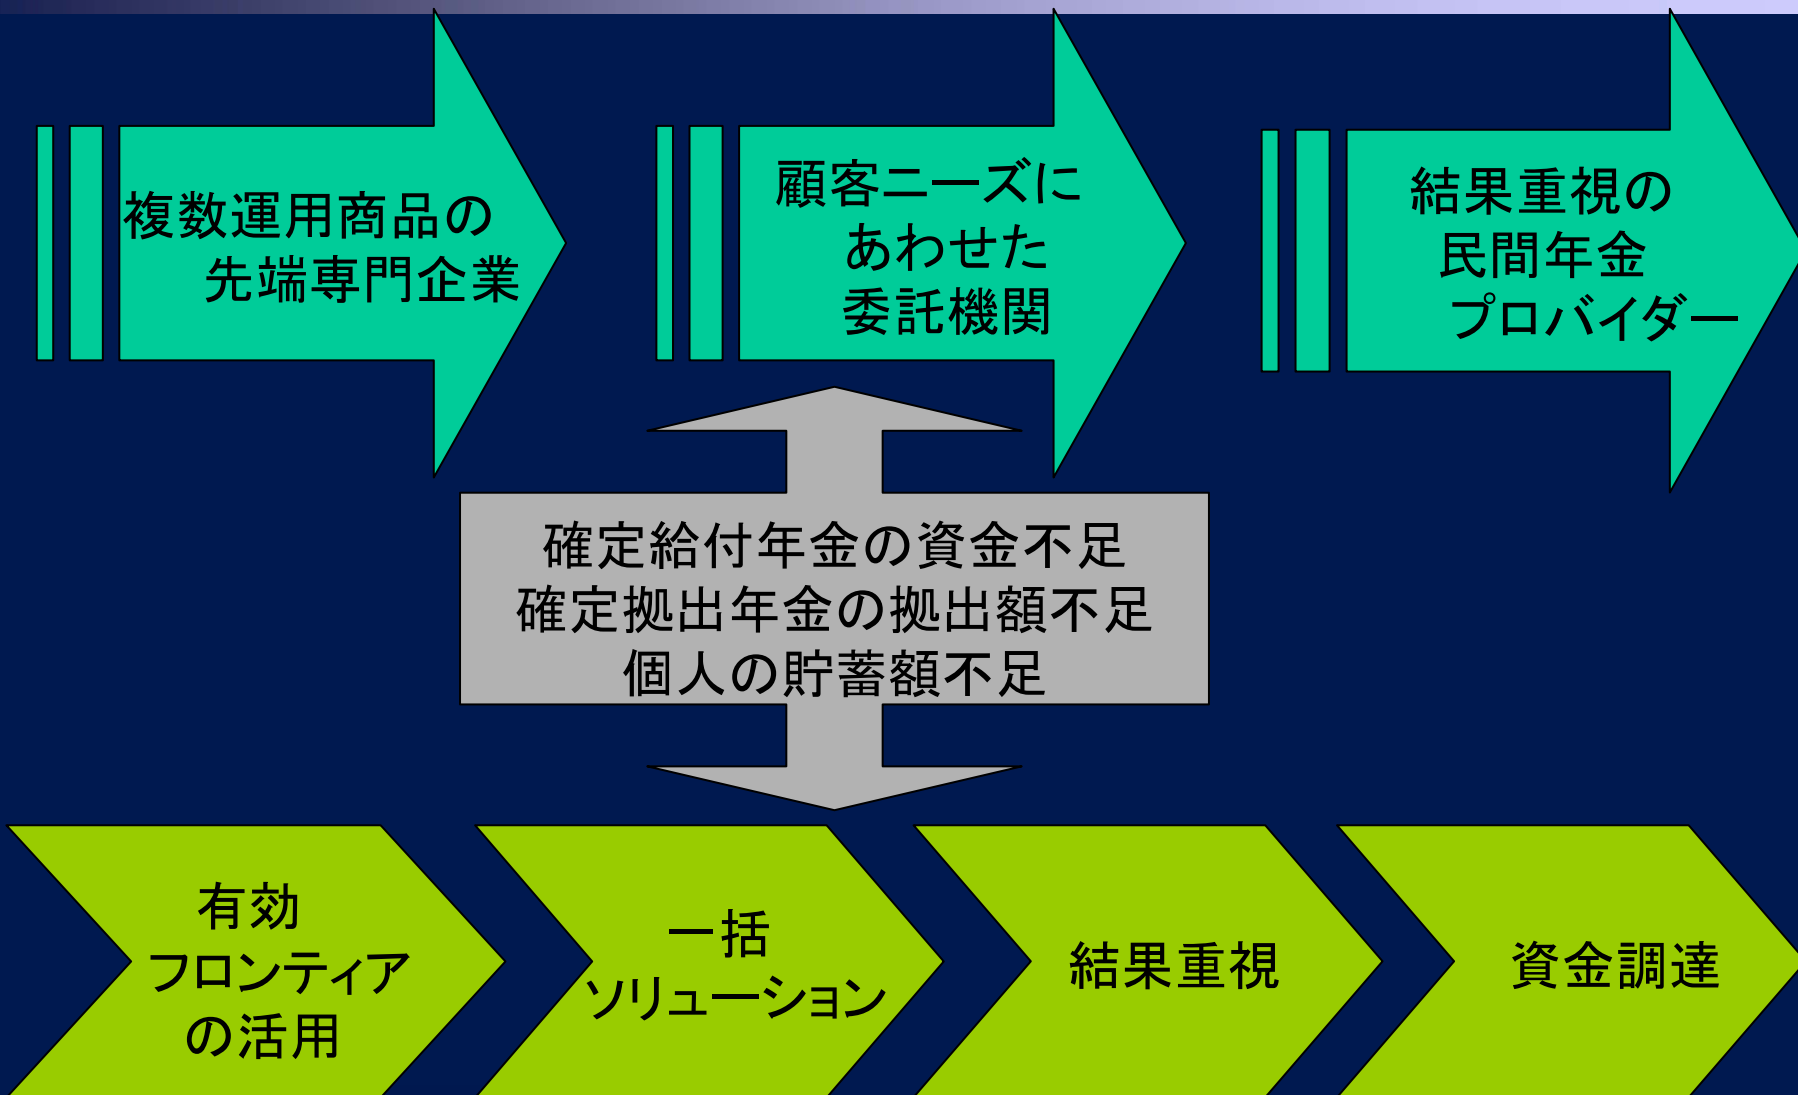 複数運用商品の
先端専門企業
顧客ニーズに
あわせた
委託機関
結果重視の
民間年金
プロバイダー
確定給付年金の資金不足
確定拠出年金の拠出額不足
個人の貯蓄額不足
有効
フロンティア
の活用
一括
ソリューション
結果重視
資金調達